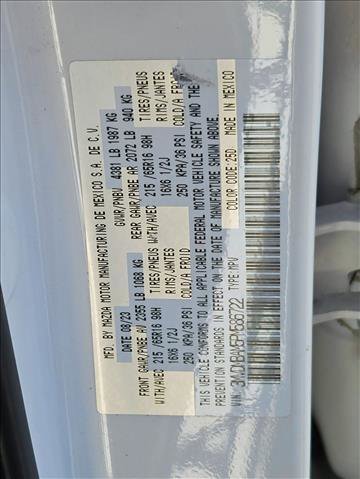 MFD. BY MAZDA MOTOR MANUFACTURING DE MEXICO S.A. DE C.V.
DATE 08/23 GVWR/PNBV 4381 LB 1987 KG
FRONT GAWR/PNBE AV 2355 LB 1068 KG REAR GAWR/PNBE AR 2072 LB 940 KG
WITH/AVEC 215 /65R16 98H TIRES/PNEUS WITH/AVEC 215 /65R16 98H TIRES/PNEUS
16X6 1/2J RIMS/JANTES 16X6 1/2J RIMS/JANTES
250 KPA/36 PSI COLD/A FROID 250 KPA/36 PSI COLD/A FROID
THIS VEHICLE CONFORMS TO ALL APPLICABLE FEDERAL MOTOR VEHICLE SAFETY AND THEFT
PREVENTION STANDARDS IN EFFECT ON THE DATE OF MANUFACTURE SHOWN ABOVE.
MADE IN MEXICO
VIN: TYPE: MPV COLOR CODE: 25D